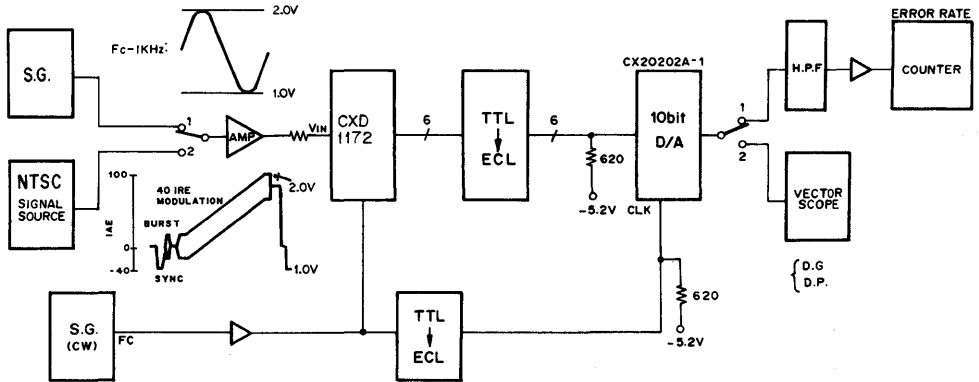 2.0V
Fc-1KHz:
1.0V
S.G.
1
2
AMP
VIN
CXD
1172
6
TTL
ECL
6
620
-5.2V
CX20202A-1
10bit
D/A
CLK
1
2
H.P.F
ERROR RATE
COUNTER
VECTOR
SCOPE
D.G
D.P.
NTSC
SIGNAL
SOURCE
100
40 IRE
MODULATION
2.0V
IAE
BURST
0
-40
SYNC
1.0V
620
-5.2V
S.G.
(CW)
FC
TTL
ECL